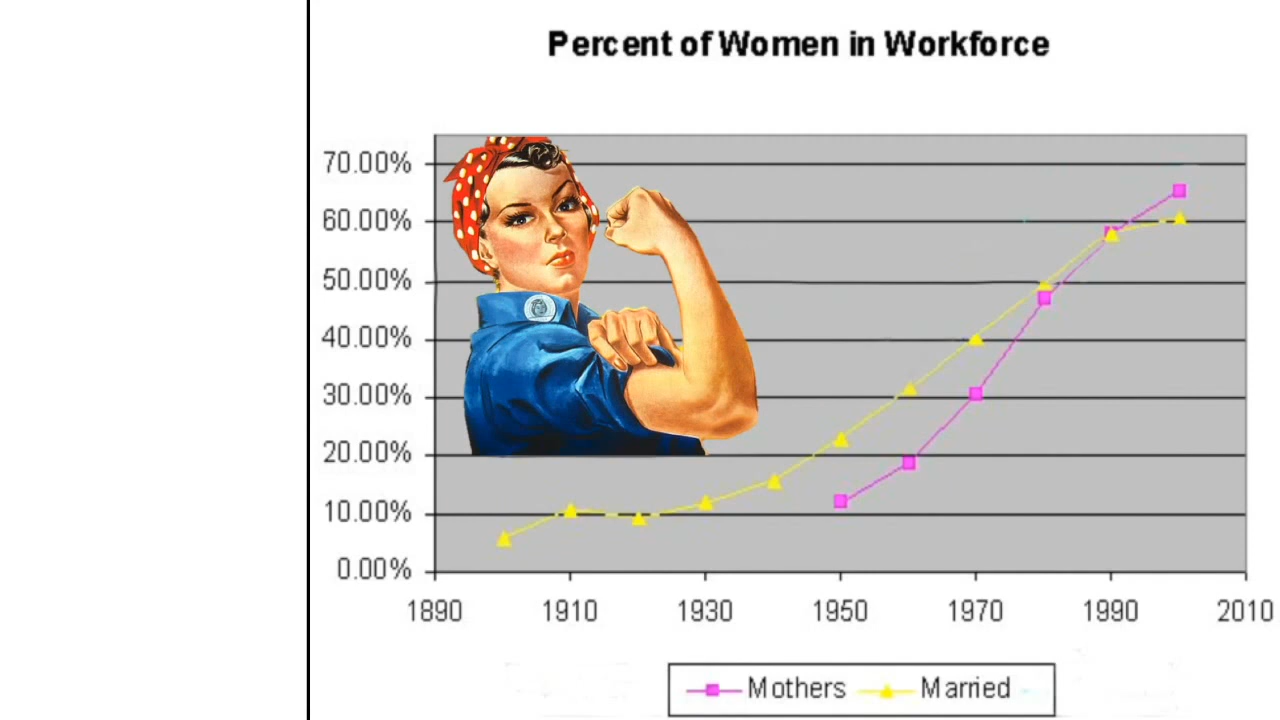 Percent of Women in Workforce
70.00%
60.00%
50.00%
40.00%
30.00%
20.00%
10.00%
0.00%
1890 1910 1930 1950 1970 1990 2010
Mothers Married